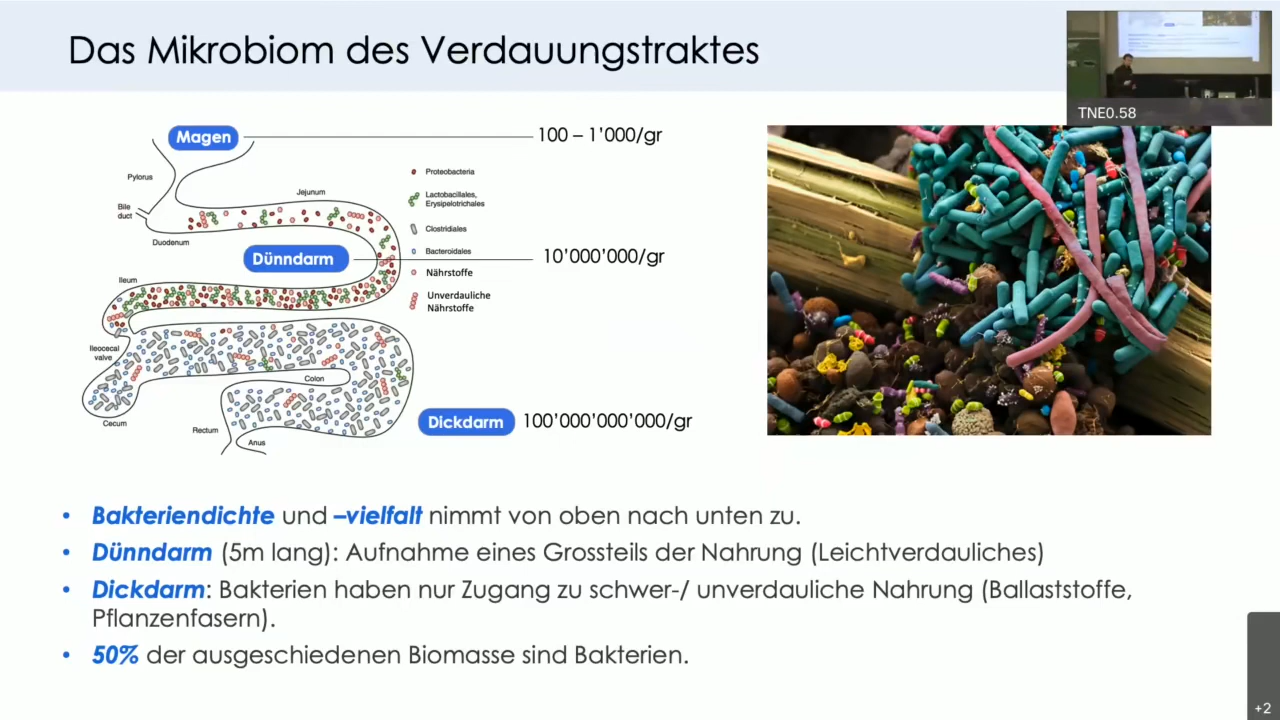 Das Mikrobiom des Verdauungstraktes
TNE0.58
Magen
100 – 1’000/gr
Pylorus
Proteobacteria
Jejunum
Lactobacillales,
Erysipelotrichales
Bile
duct
Clostridiales
Duodenum
Bacteroidales
Dünndarm
10’000’000/gr
Nährstoffe
Ileum
Unverdauliche
Nährstoffe
Ileocecal
valve
Colon
Cecum
Rectum
Anus
Dickdarm
100’000’000’000/gr
• Bakteriendichte und –vielfalt nimmt von oben nach unten zu.
• Dünndarm (5m lang): Aufnahme eines Grossteils der Nahrung (Leichtverdauliches)
• Dickdarm: Bakterien haben nur Zugang zu schwer-/ unverdauliche Nahrung (Ballaststoffe,
Pflanzenfasern).
• 50% der ausgeschiedenen Biomasse sind Bakterien.
+2